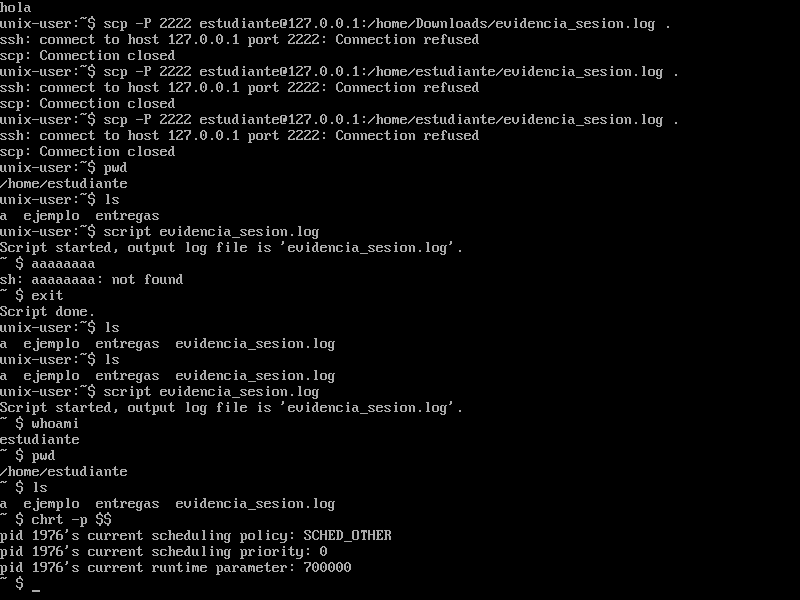 hola
unix-user:~$ scp -P 2222 estudiante@127.0.0.1:/home/Downloads/evidencia_sesion.log .
ssh: connect to host 127.0.0.1 port 2222: Connection refused
scp: Connection closed
unix-user:~$ scp -P 2222 estudiante@127.0.0.1:/home/estudiante/evidencia_sesion.log .
ssh: connect to host 127.0.0.1 port 2222: Connection refused
scp: Connection closed
unix-user:~$ scp -P 2222 estudiante@127.0.0.1:/home/estudiante/evidencia_sesion.log .
ssh: connect to host 127.0.0.1 port 2222: Connection refused
scp: Connection closed
unix-user:~$ pwd
/home/estudiante
unix-user:~$ ls
a  ejemplo  entregas
unix-user:~$ script evidencia_sesion.log
Script started, output log file is 'evidencia_sesion.log'.
~ $ aaaaaaaa
sh: aaaaaaaa: not found
~ $ exit
Script done.
unix-user:~$ ls
a  ejemplo  entregas  evidencia_sesion.log
unix-user:~$ ls
a  ejemplo  entregas  evidencia_sesion.log
unix-user:~$ script evidencia_sesion.log
Script started, output log file is 'evidencia_sesion.log'.
~ $ whoami
estudiante
~ $ pwd
/home/estudiante
~ $ ls
a  ejemplo  entregas  evidencia_sesion.log
~ $ chrt -p $$
pid 1976's current scheduling policy: SCHED_OTHER
pid 1976's current scheduling priority: 0
pid 1976's current runtime parameter: 700000
~ $ _